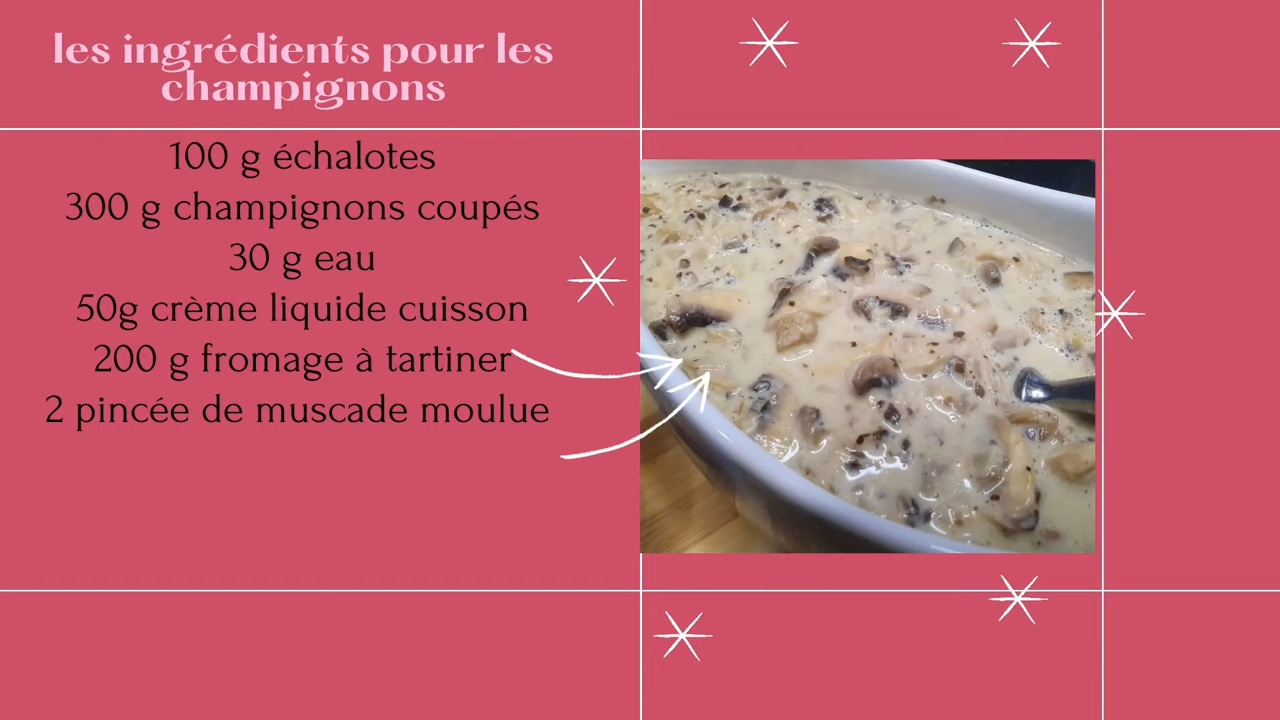 les ingrédients pour les
champignons
100 g échalotes
300 g champignons coupés
30 g eau
50g crème liquide cuisson
200 g fromage à tartiner
2 pincée de muscade moulue